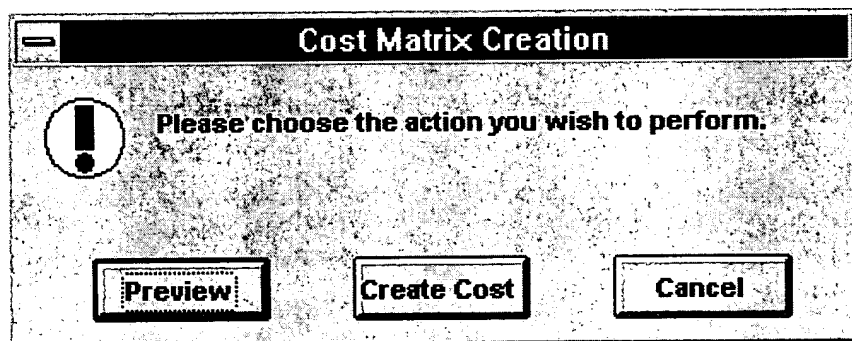 Cost Matrix Creation
Please choose the action you wish to perform.
Preview
Create Cost
Cancel